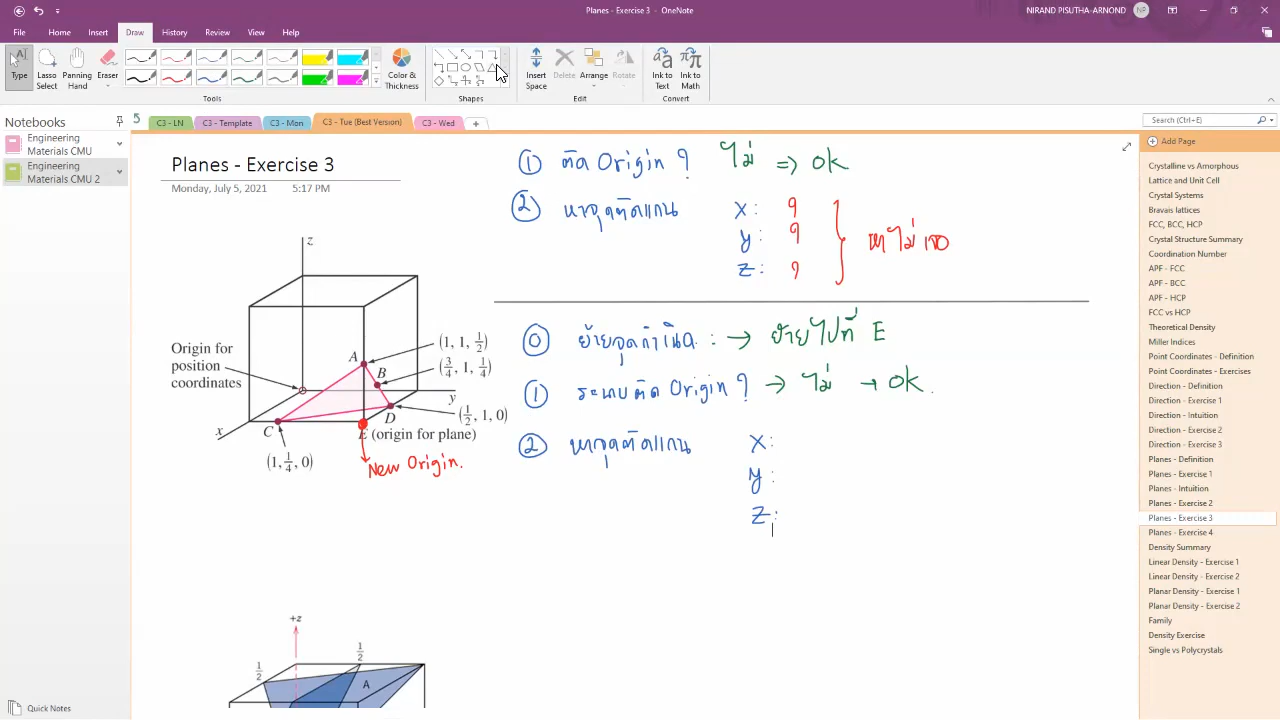 Planes - Exercise 3 - OneNote
NIRAND PISUTHA-ARNOND NP
File Home Insert Draw History Review View Help
Type
Lasso Select
Panning Hand
Eraser
Color & Thickness
Insert Space
Delete
Arrange
Rotate
Ink to Text
Ink to Math
Tools
Shapes
Edit
Convert
Notebooks
Engineering Materials CMU
Engineering Materials CMU 2
Quick Notes
C3 - LN C3 - Template C3 - Mon C3 - Tue (Best Version) C3 - Wed
Search (Ctrl+E)
Planes - Exercise 3
Monday, July 5, 2021 5:17 PM
z
Origin for position coordinates
A
(1, 1, 1/2)
B
(3/4, 1, 1/4)
y
D
(1/2, 1, 0)
x
C
E (origin for plane)
(1, 1/4, 0)
New Origin.
① ตัด Origin ? ไม่ => ok
② หาจุดตัดแกน
x: ?
y: ?
z: ?
หาไม่เจอ
⓪ ย้ายจุดกำเนิด : → ย้ายไปที่ E
① ระนาบตัด Origin ? → ไม่ → ok.
② หาจุดตัดแกน
x:
y:
z:
+z
1/2
1/2
A
Add Page
Crystalline vs Amorphous
Lattice and Unit Cell
Crystal Systems
Bravais lattices
FCC, BCC, HCP
Crystal Structure Summary
Coordination Number
APF - FCC
APF - BCC
APF - HCP
FCC vs HCP
Theoretical Density
Miller Indices
Point Coordinates - Definition
Point Coordinates - Exercises
Direction - Definition
Direction - Exercise 1
Direction - Intuition
Direction - Exercise 2
Direction - Exercise 3
Planes - Definition
Planes - Exercise 1
Planes - Intuition
Planes - Exercise 2
Planes - Exercise 3
Planes - Exercise 4
Density Summary
Linear Density - Exercise 1
Linear Density - Exercise 2
Planar Density - Exercise 1
Planar Density - Exercise 2
Family
Density Exercise
Single vs Polycrystals